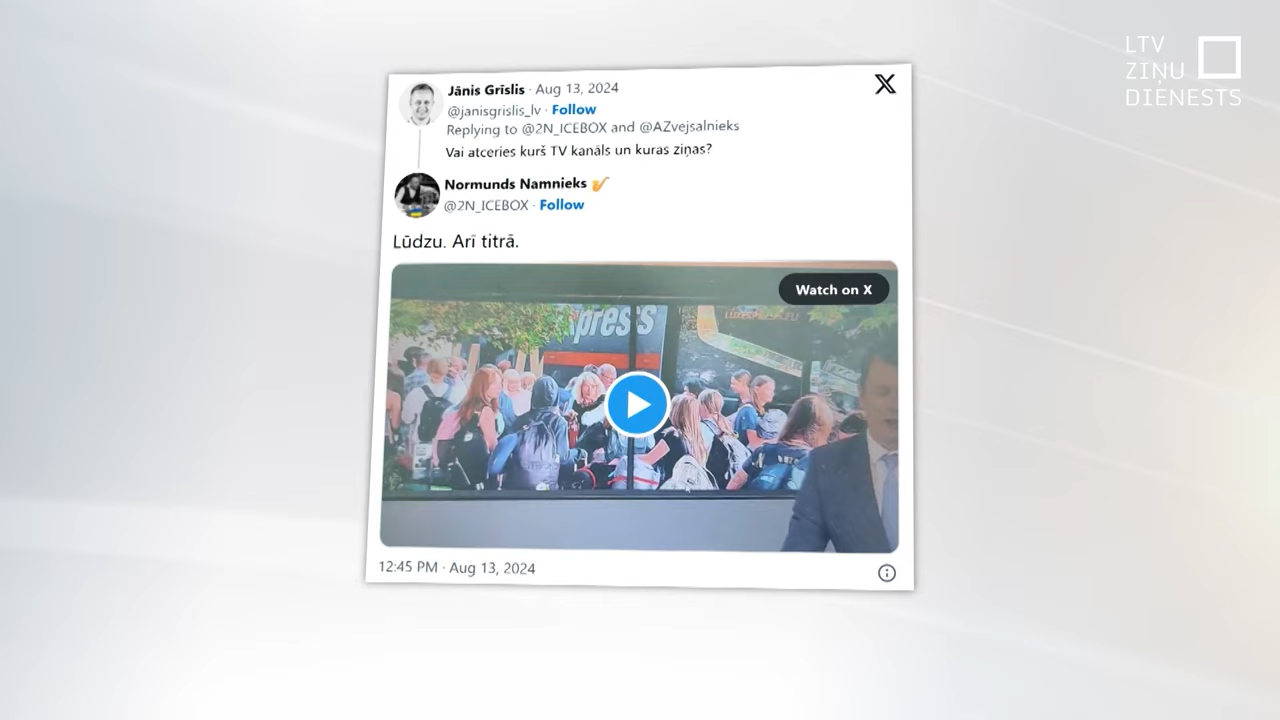 LTV
ZIŅU
DIENESTS
Jānis Grīslis · Aug 13, 2024
@janisgrislis_lv · Follow
Replying to @2N_ICEBOX and @AZvejsalnieks
Vai atceries kurš TV kanāls un kuras ziņas?
Normunds Namnieks 🎷
@2N_ICEBOX · Follow
Lūdzu. Arī titrā.
Watch on X
xpress
12:45 PM · Aug 13, 2024